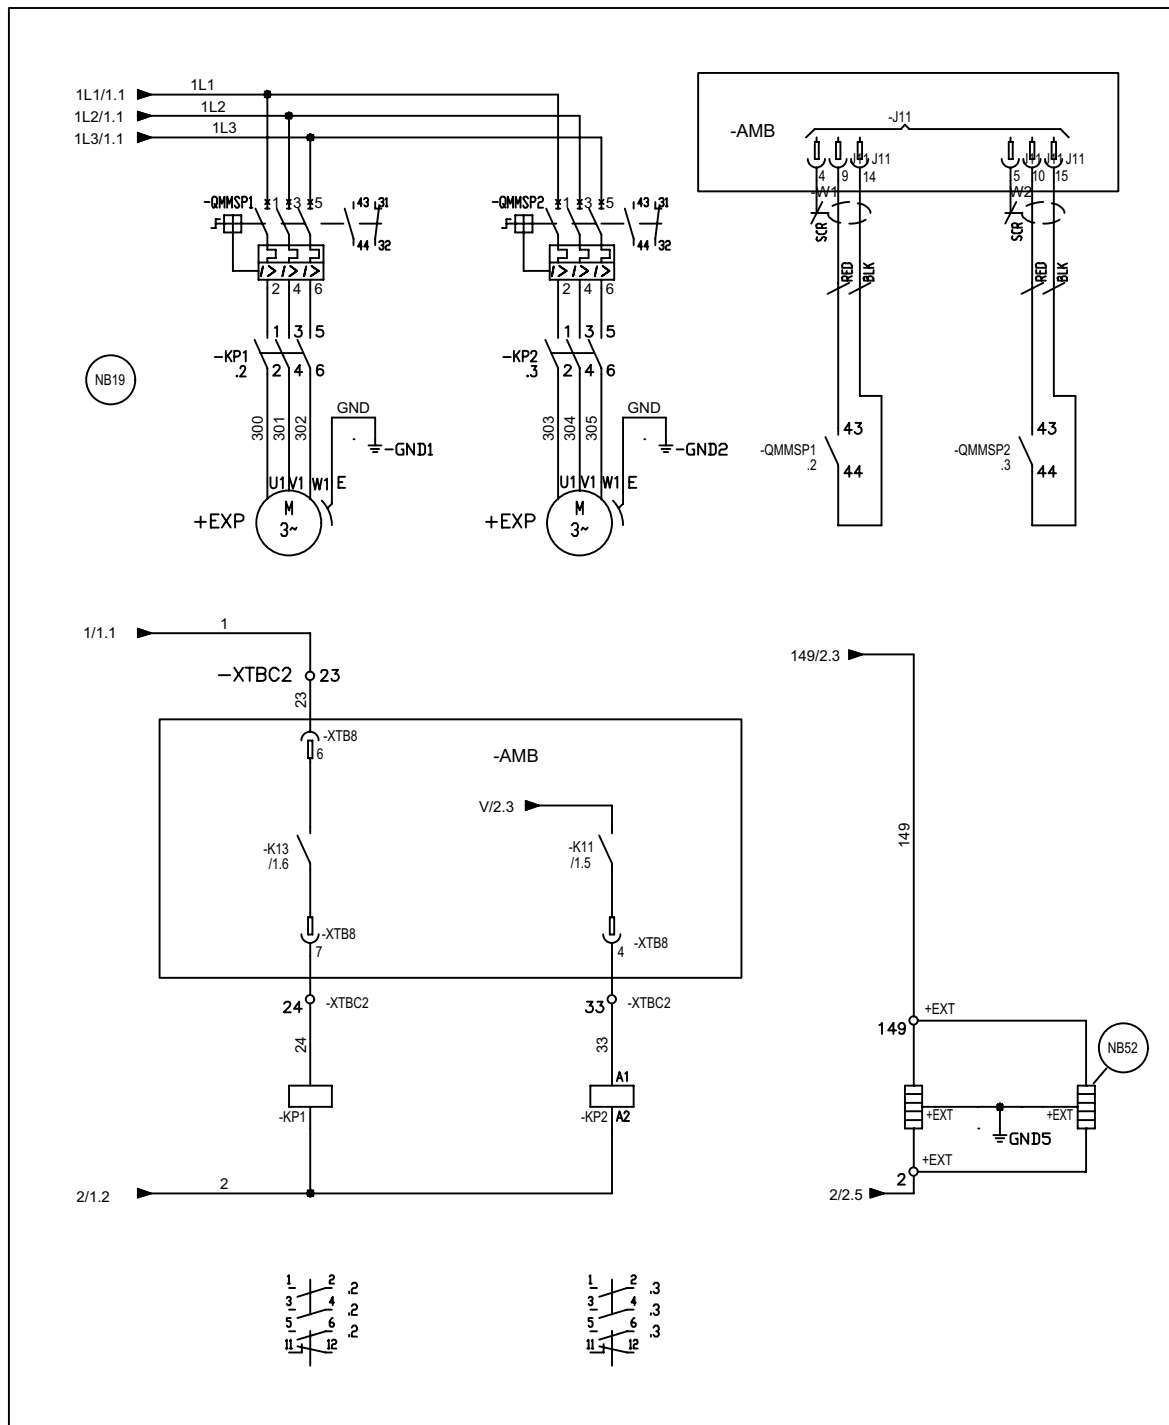 1L1/1.1 1L1
1L2/1.1 1L2
1L3/1.1 1L3
-AMB -J11
J11 J11 J11 J11
4 9 14 5 10 15
-W1 W2
SCR RED BLK SCR RED BLK
-QMMSP1 1 3 5 43 31
44 32
I> I> I>
2 4 6
-QMMSP2 1 3 5 43 31
44 32
I> I> I>
2 4 6
-KP1 1 3 5
.2 2 4 6
-KP2 1 3 5
.3 2 4 6
NB19
300 301 302 GND
-GND1
303 304 305 GND
-GND2
U1 V1 W1 E
+EXP M
3~
U1 V1 W1 E
+EXP M
3~
43
-QMMSP1
.2 44
43
-QMMSP2
.3 44
1/1.1 1
-XTBC2 23
23
149/2.3
-XTB8
6
-AMB
V/2.3
-K13
/1.6
-K11
/1.5
149
-XTB8
7
-XTB8
4
24 -XTBC2
33 -XTBC2
24
33
149 +EXT
NB52
A1
-KP1
-KP2 A2
+EXT +EXT
GND5
+EXT
2
2/1.2 2
2/2.5
1 2 .2
3 4 .2
5 6 .2
11 12
1 2 .3
3 4 .3
5 6 .3
11 12